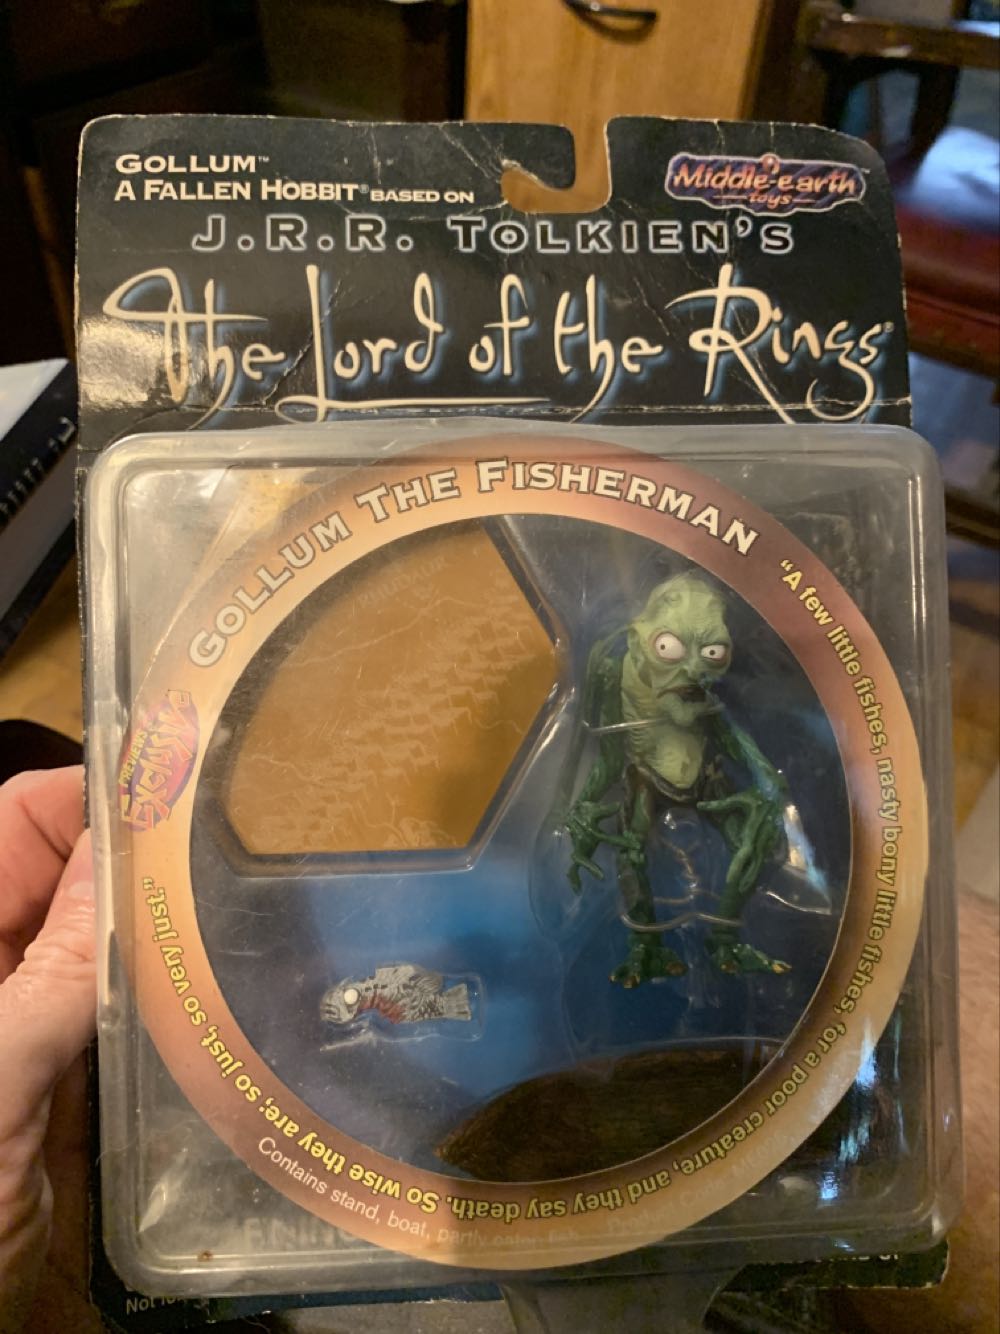 GOLLUM™
A FALLEN HOBBIT® BASED ON
Middle-earth
toys™
J.R.R. TOLKIEN'S
The Lord of the Rings®
GOLLUM THE FISHERMAN
"A few little fishes, nasty bony little fishes, for a poor creature, and they say death. So wise they are; so just, so very just."
PREVIEWS
EXCLUSIVE
Contains stand, boat, partly eaten fish
Not